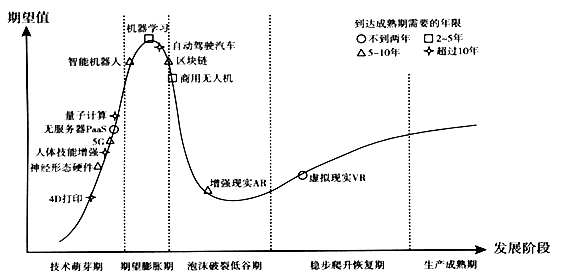 期望值
到达成熟期需要的年限
不到两年
2~5年
5~10年
超过10年
机器学习
自动驾驶汽车
智能机器人
区块链
商用无人机
量子计算
无服务器PaaS
5G
人体技能增强
神经形态硬件
4D打印
增强现实AR
虚拟现实VR
发展阶段
技术萌芽期
期望膨胀期
泡沫破裂低谷期
稳步爬升恢复期
生产成熟期